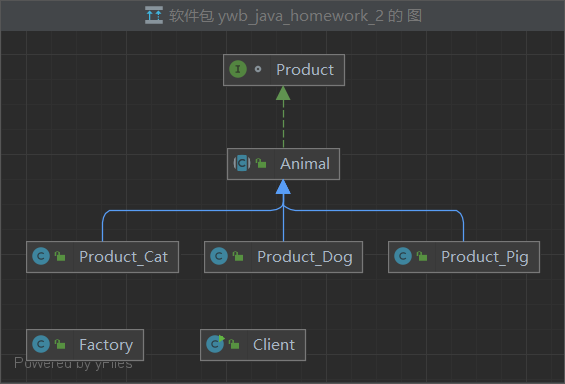 软件包 ywb_java_homework_2 的 图
I Product
C Animal
C Product_Cat
C Product_Dog
C Product_Pig
C Factory
C Client
Powered by yFiles